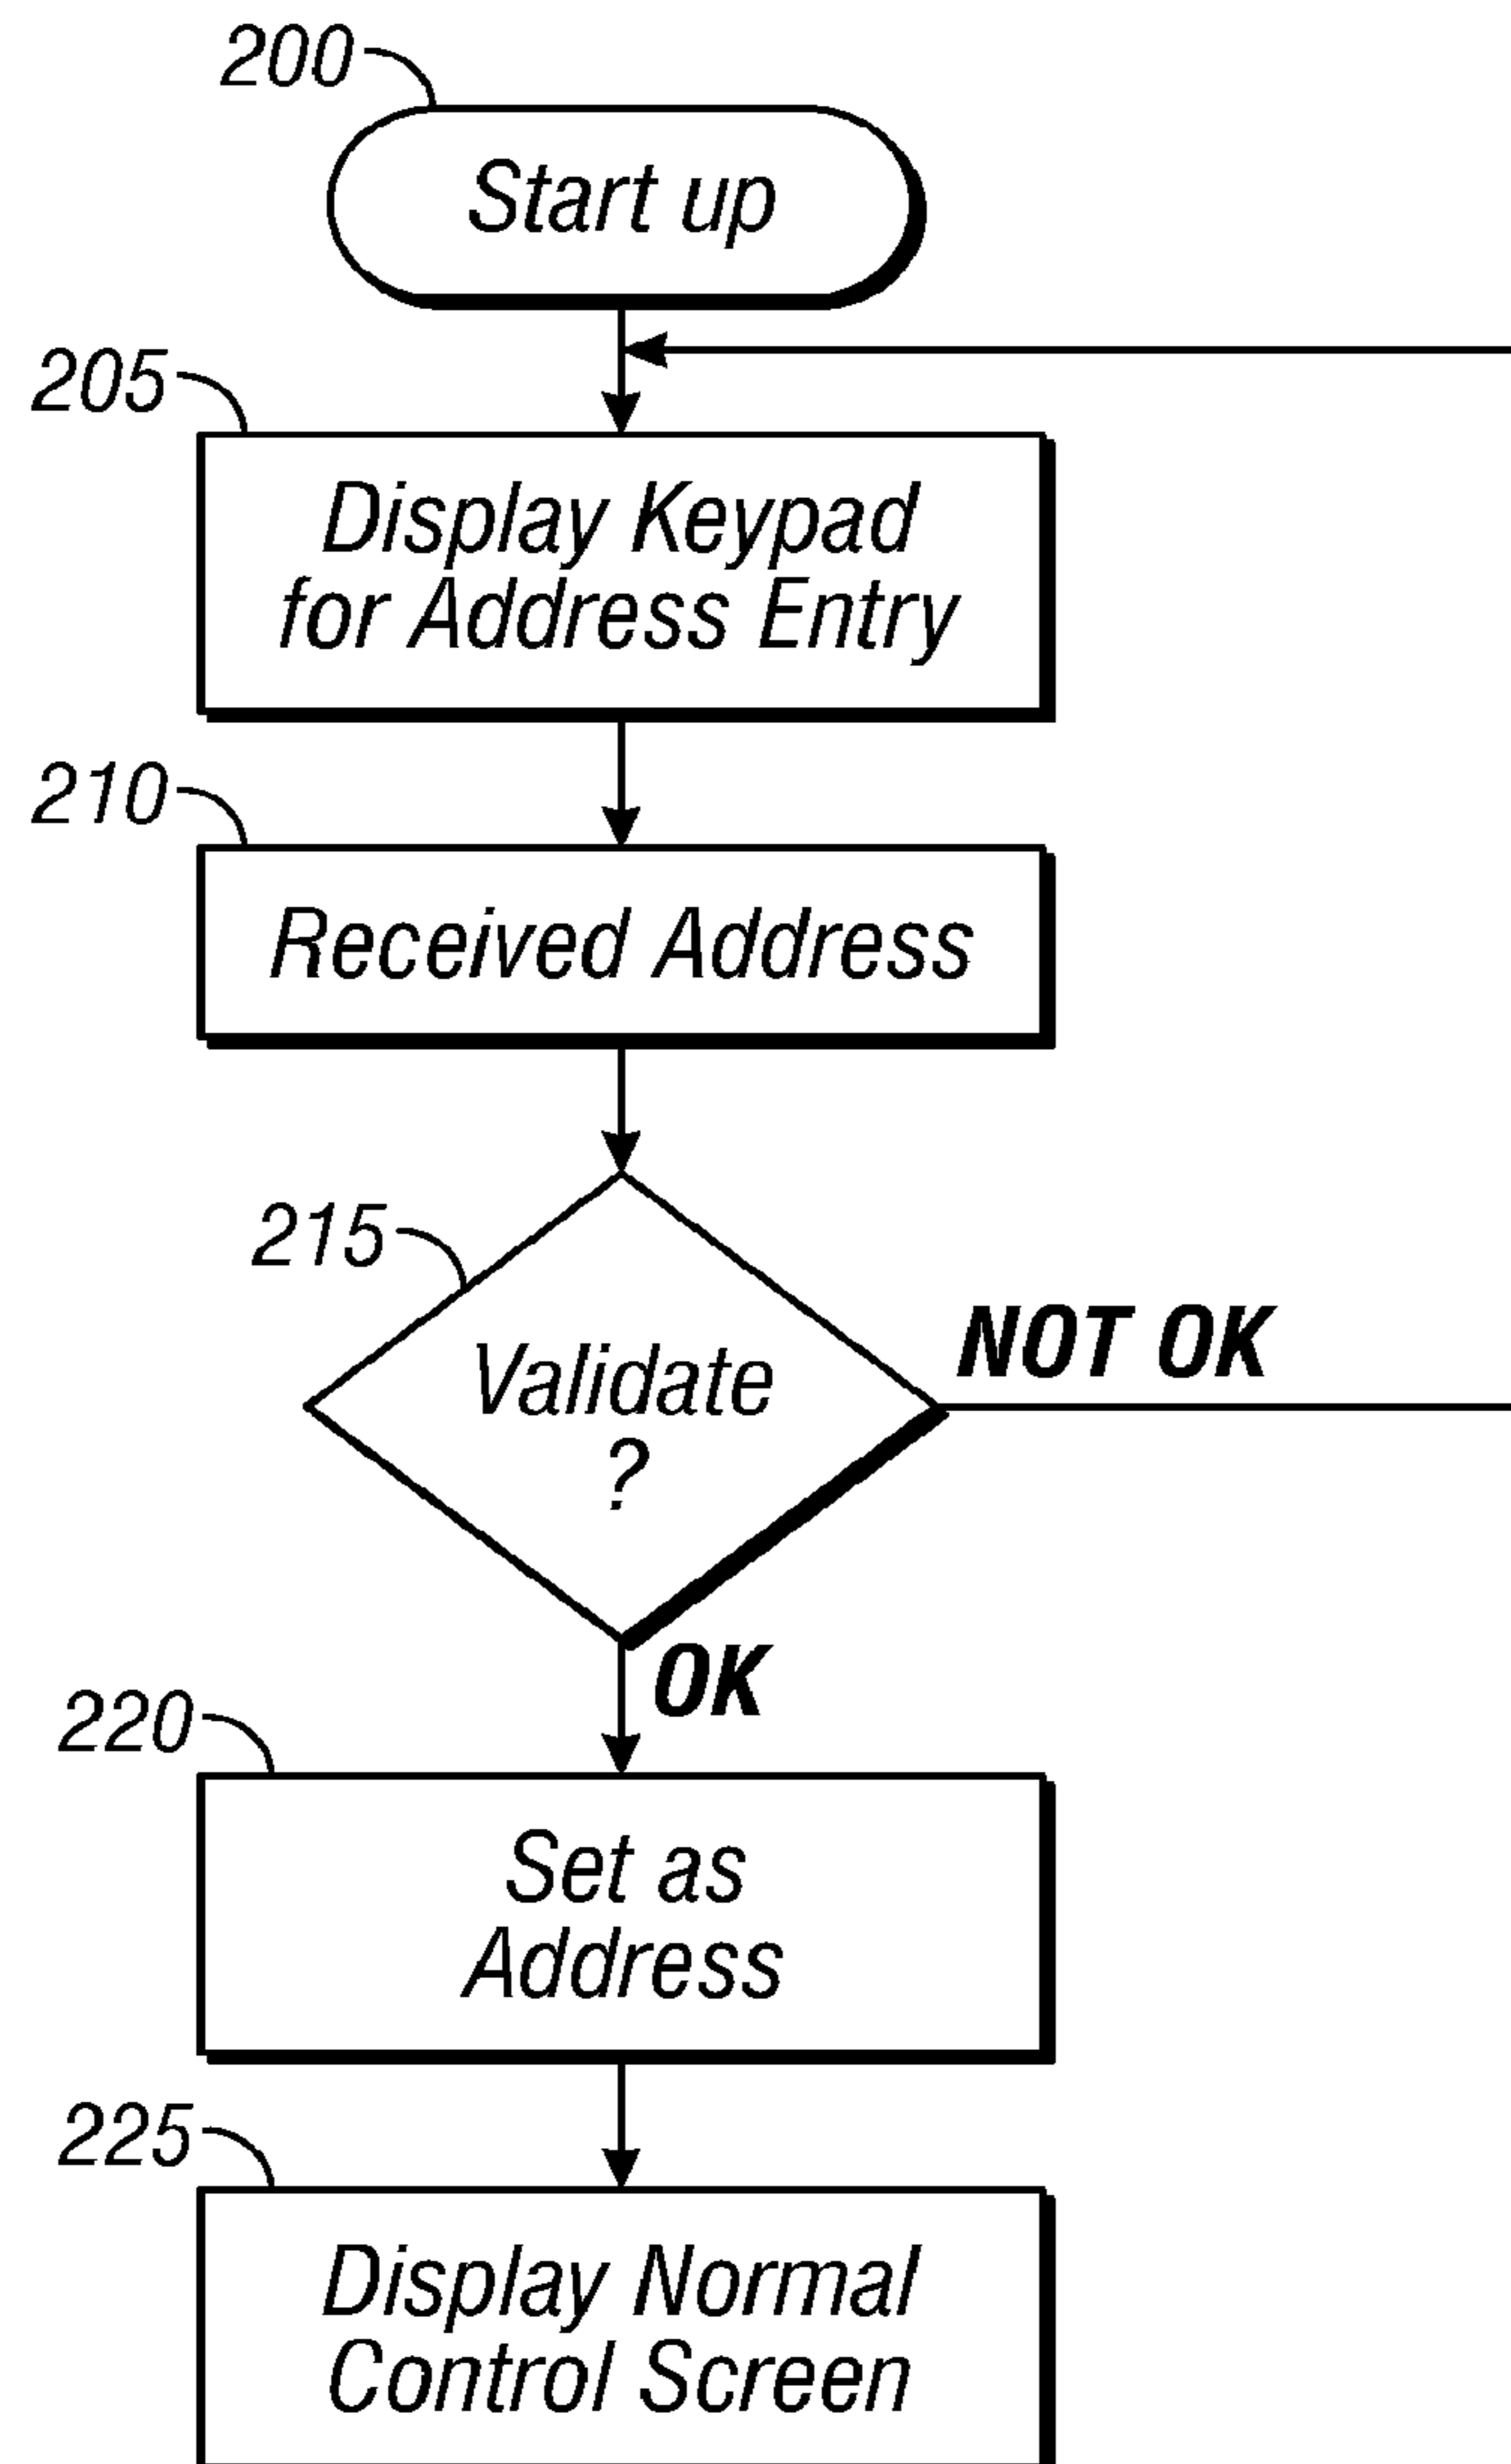 200
Start up
205
Display Keypad
for Address Entry
210
Received Address
215
Validate
?
NOT OK
OK
220
Set as
Address
225
Display Normal
Control Screen